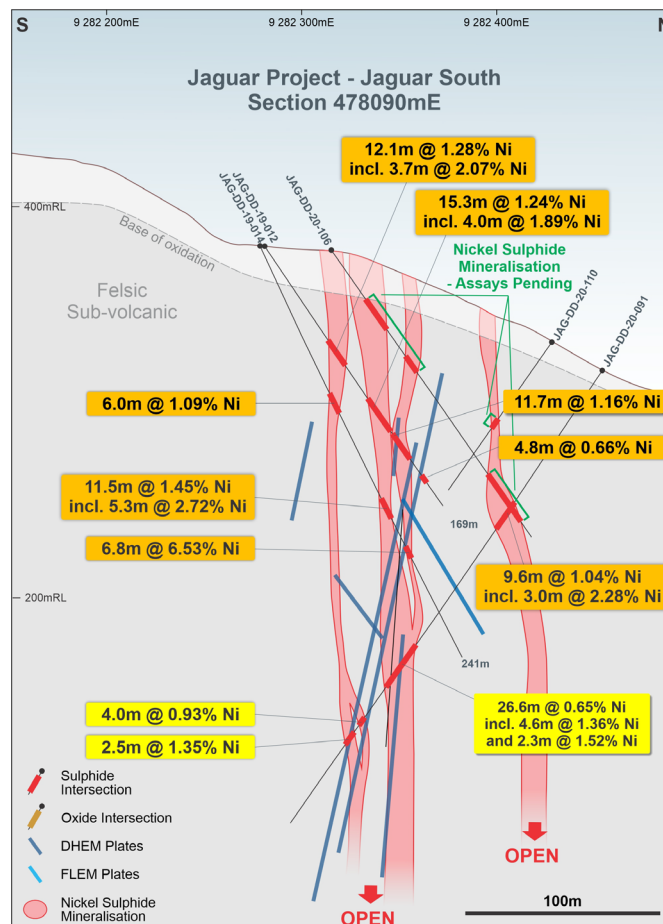 S
9 282 200mE
9 282 300mE
9 282 400mE
Jaguar Project - Jaguar South
Section 478090mE
12.1m @ 1.28% Ni
incl. 3.7m @ 2.07% Ni
JAG-DD-19-012
JAG-DD-19-014
JAG-DD-20-106
15.3m @ 1.24% Ni
incl. 4.0m @ 1.89% Ni
400mRL
Base of oxidation
Nickel Sulphide
Mineralisation
- Assays Pending
JAG-DD-20-110
JAG-DD-20-091
Felsic
Sub-volcanic
6.0m @ 1.09% Ni
11.7m @ 1.16% Ni
4.8m @ 0.66% Ni
11.5m @ 1.45% Ni
incl. 5.3m @ 2.72% Ni
169m
6.8m @ 6.53% Ni
9.6m @ 1.04% Ni
incl. 3.0m @ 2.28% Ni
200mRL
241m
4.0m @ 0.93% Ni
2.5m @ 1.35% Ni
26.6m @ 0.65% Ni
incl. 4.6m @ 1.36% Ni
and 2.3m @ 1.52% Ni
Sulphide
Intersection
Oxide Intersection
DHEM Plates
FLEM Plates
Nickel Sulphide
Mineralisation
OPEN
OPEN
100m